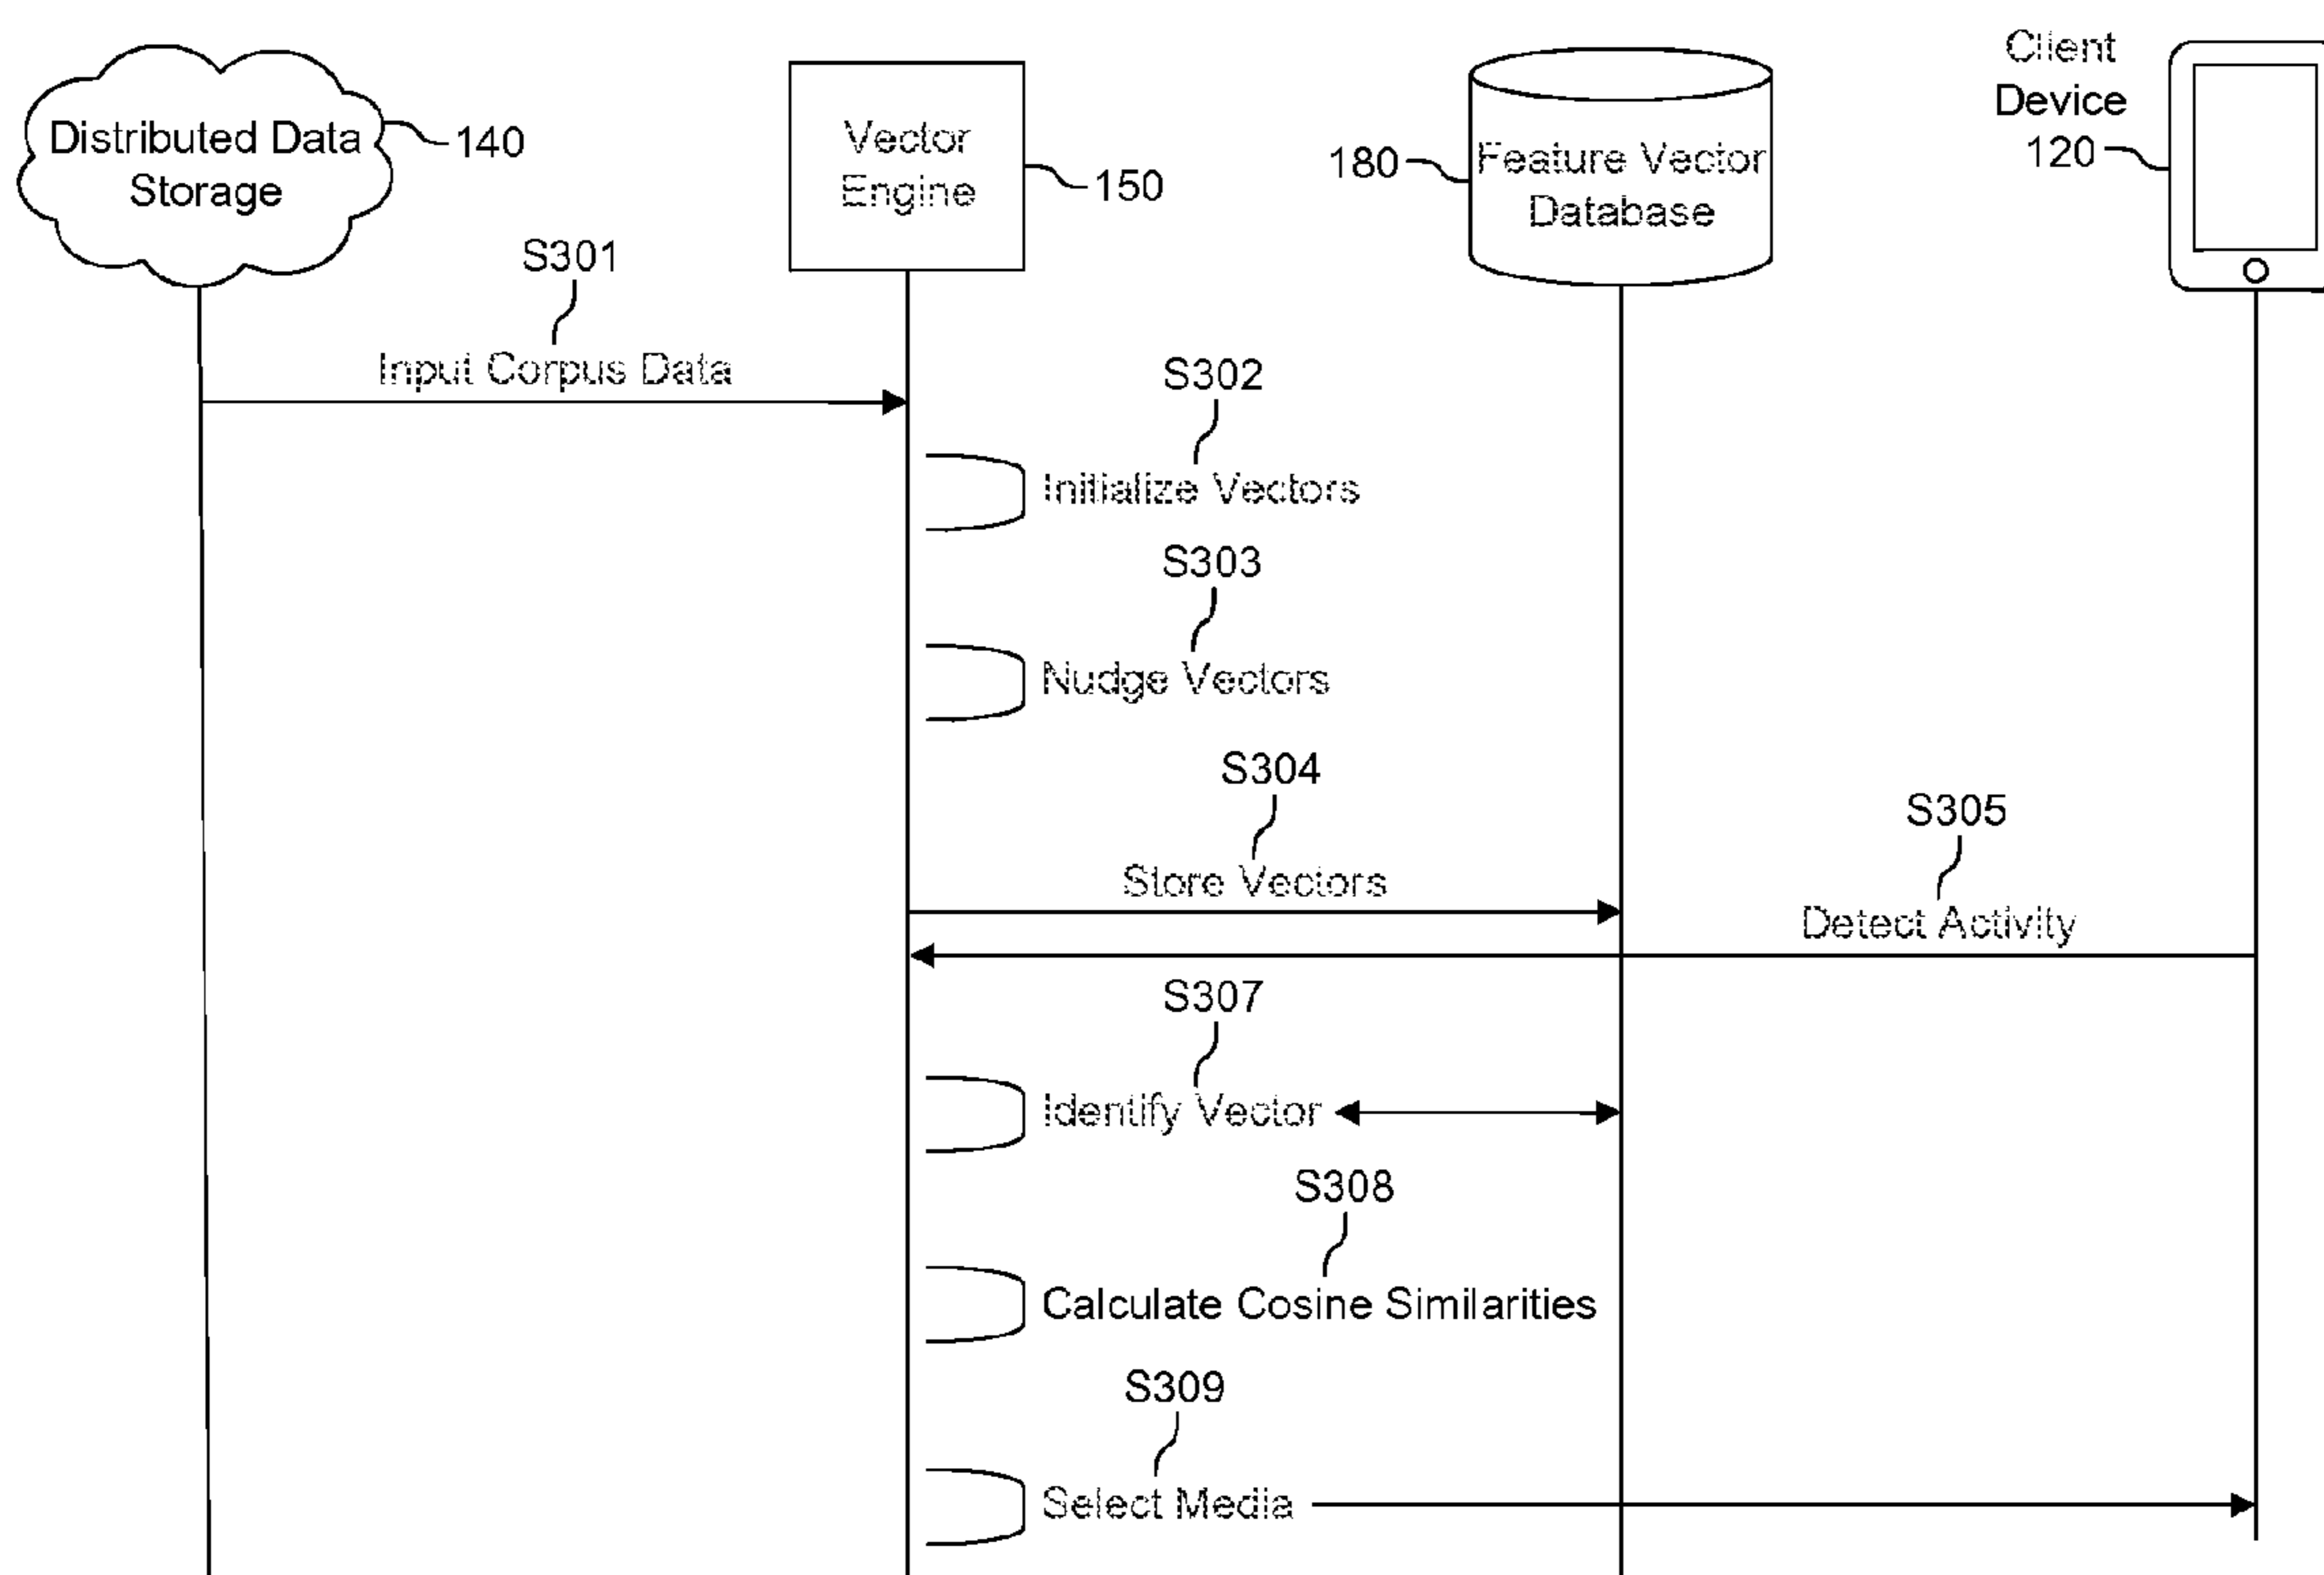 Distributed Data
Storage
140
Vector
Engine
150
180
Feature Vector
Database
Client
Device
120
S301
Input Corpus Data
S302
Initialize Vectors
S303
Nudge Vectors
S304
Store Vectors
S305
Detect Activity
S307
Identify Vector
S308
Calculate Cosine Similarities
S309
Select Media